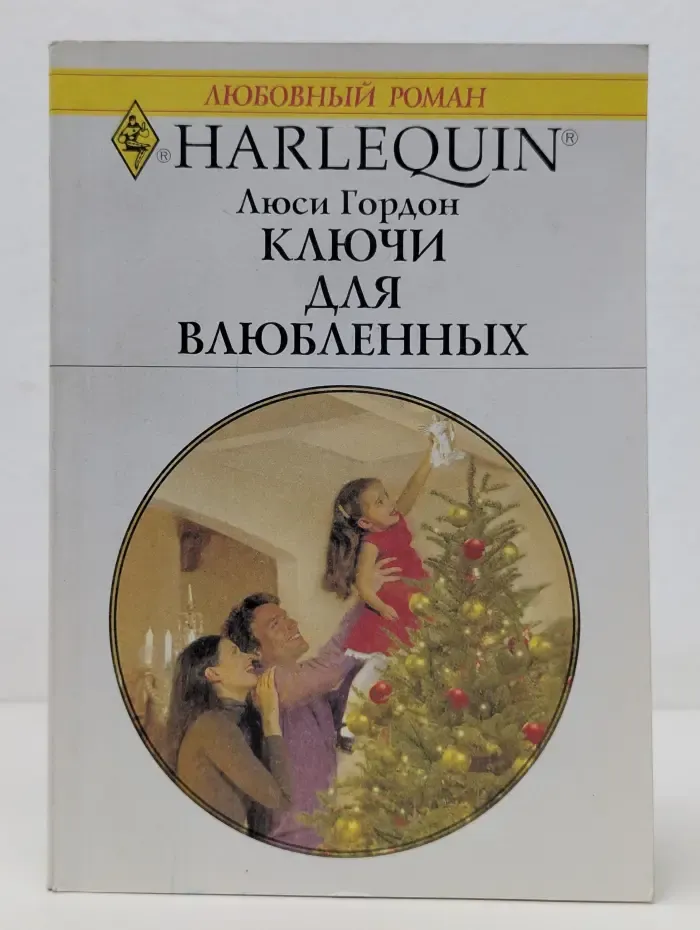 ЛЮБОВНЫЙ РОМАН
® HARLEQUIN®
Люси Гордон
КЛЮЧИ
ДЛЯ
ВЛЮБЛЕННЫХ